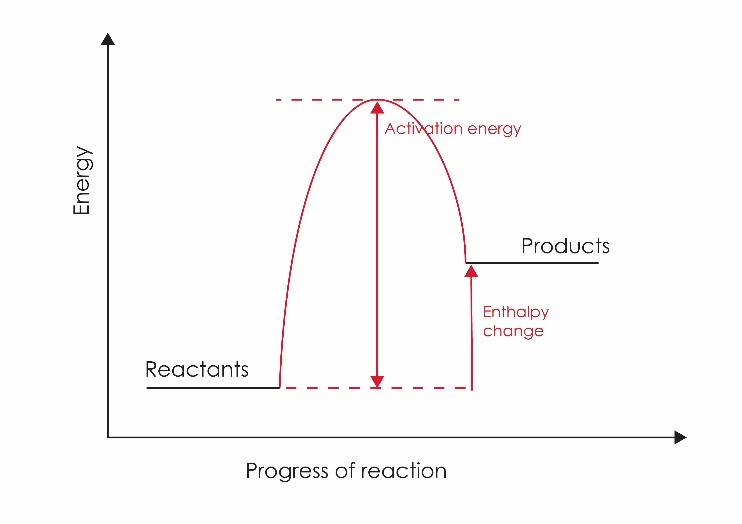 Activation energy
Energy
Products
Enthalpy
change
Reactants
Progress of reaction